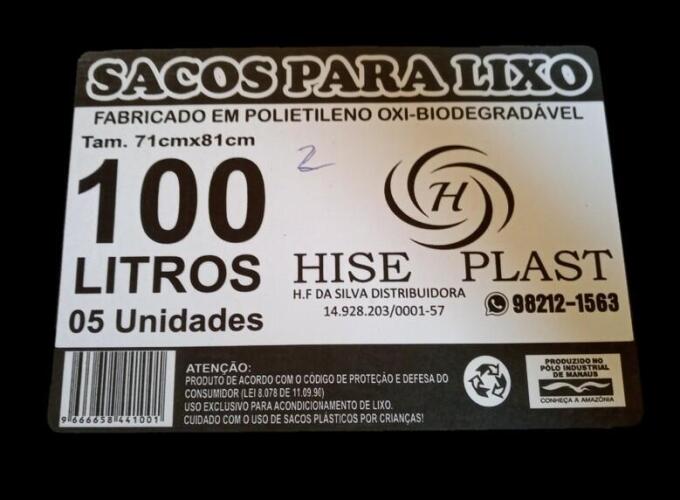 SACOS PARA LIXO
FABRICADO EM POLIETILENO OXI-BIODEGRADÁVEL
Tam. 71cmx81cm
2
100
LITROS
05 Unidades
H
HISE PLAST
H.F DA SILVA DISTRIBUIDORA
14.928.203/0001-57
98212-1563
9 666658 441001
ATENÇÃO:
PRODUTO DE ACORDO COM O CÓDIGO DE PROTEÇÃO E DEFESA DO
CONSUMIDOR (LEI 8.078 DE 11.09.90)
USO EXCLUSIVO PARA ACONDICIONAMENTO DE LIXO.
CUIDADO COM O USO DE SACOS PLÁSTICOS POR CRIANÇAS!
PRODUZIDO NO
PÓLO INDUSTRIAL
DE MANAUS
CONHEÇA A AMAZÔNIA